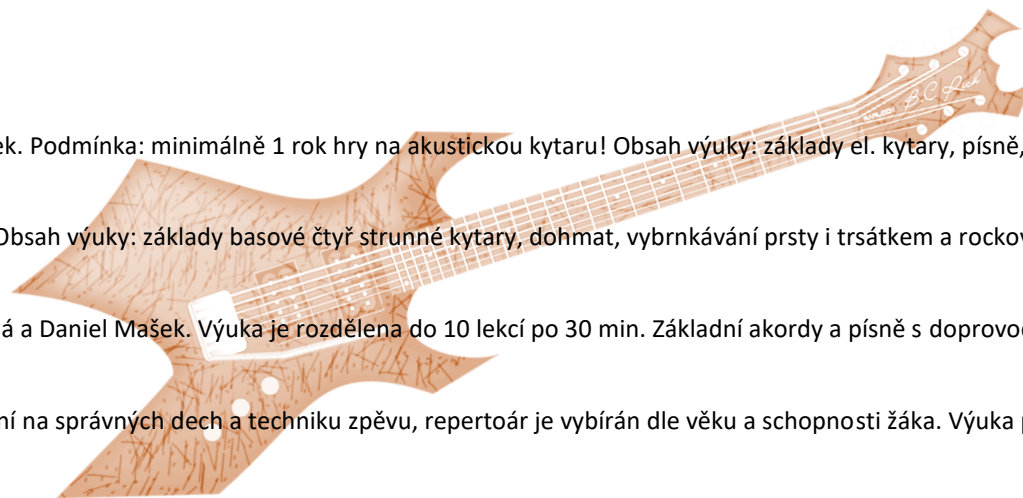 B.C. Rich
ek. Podmínka: minimálně 1 rok hry na akustickou kytaru! Obsah výuky: základy el. kytary, písně,
Obsah výuky: základy basové čtyř strunné kytary, dohmat, vybrnkávání prsty i trsátkem a rockov
á a Daniel Mašek. Výuka je rozdělena do 10 lekcí po 30 min. Základní akordy a písně s doprovod
ní na správných dech a techniku zpěvu, repertoár je vybírán dle věku a schopnosti žáka. Výuka p